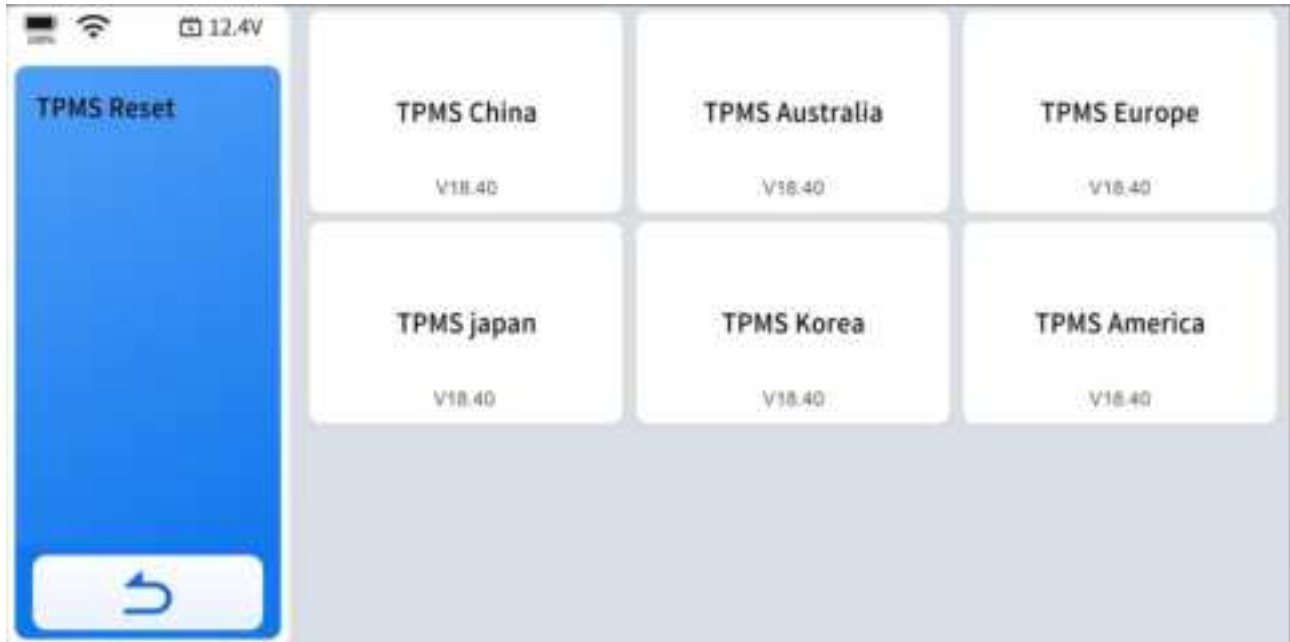 12.4V
TPMS Reset
TPMS China
TPMS Australia
TPMS Europe
V18.40
V18.40
V18.40
TPMS japan
TPMS Korea
TPMS America
V18.40
V18.40
V18.40